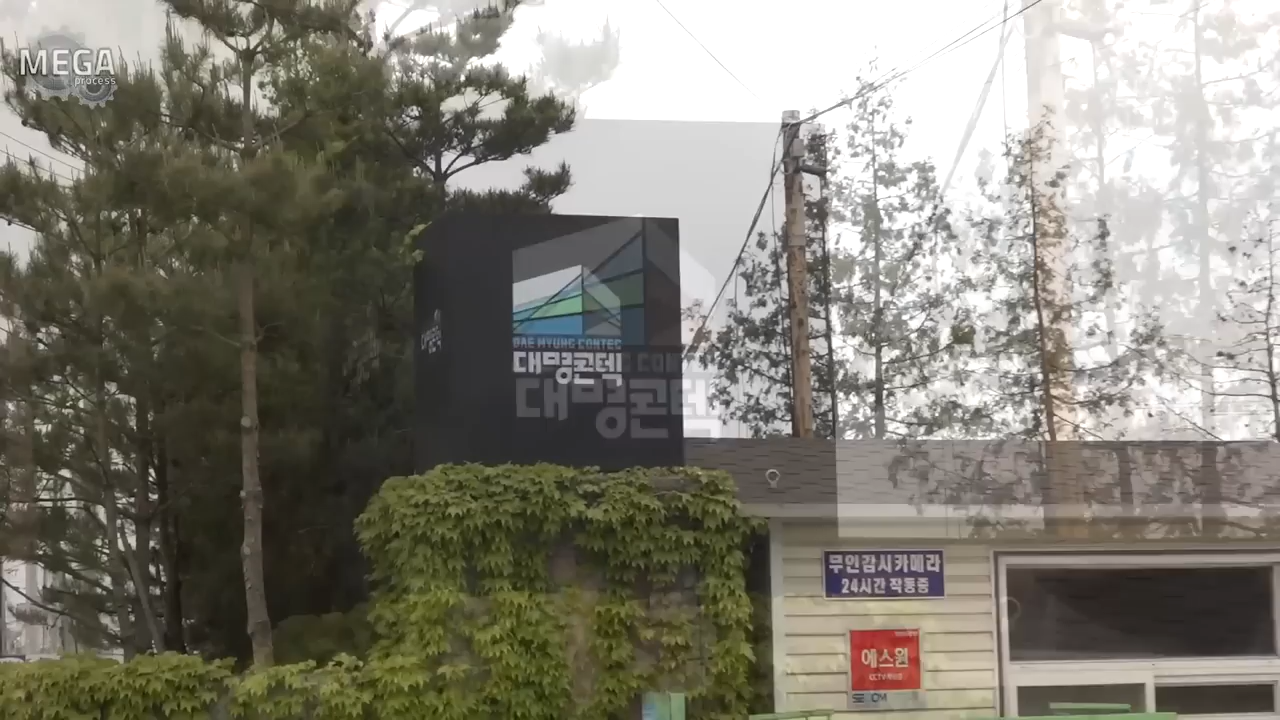 MEGA
process
DAE MYUNG CONTEC
대명콘텍
대명콘텍
무인감시카메라
24시간 작동중
에스원